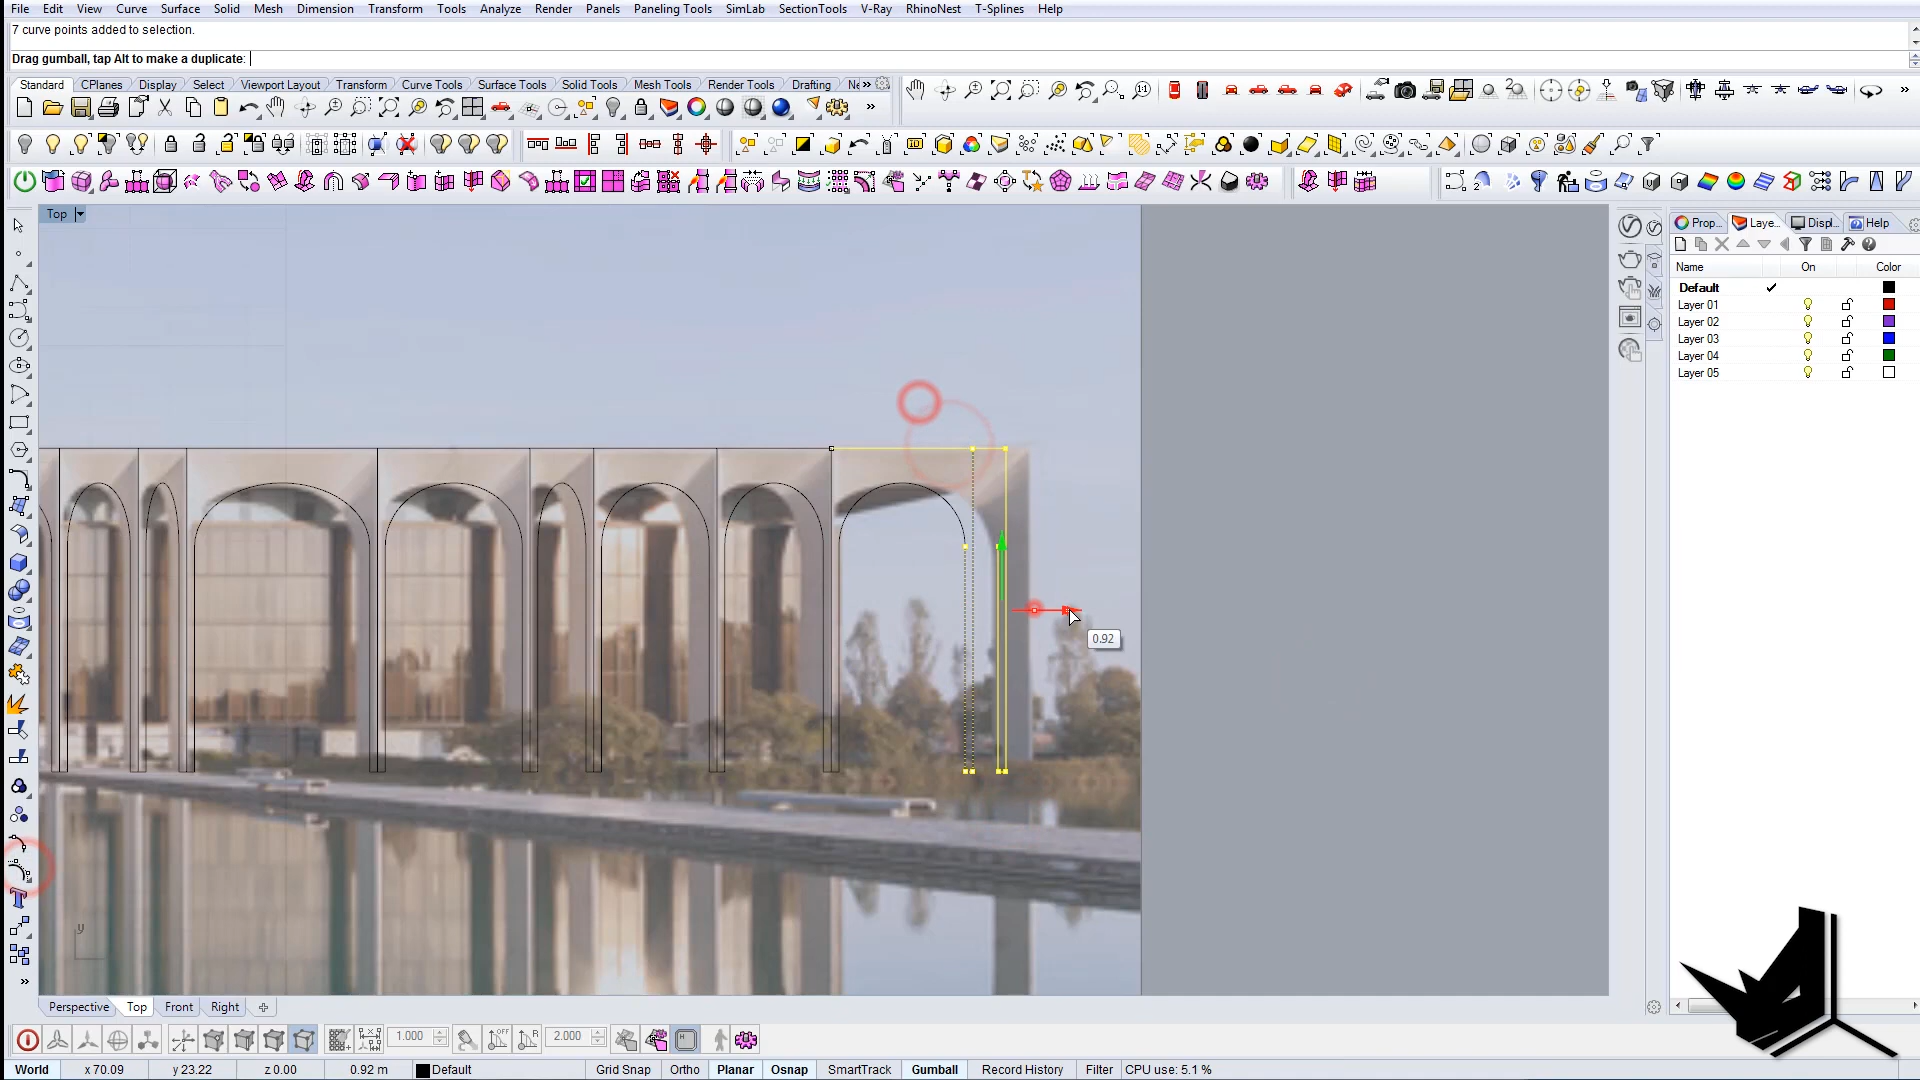 File Edit View Curve Surface Solid Mesh Dimension Transform Tools Analyze Render Panels Paneling Tools SimLab SectionTools V-Ray RhinoNest T-Splines Help
7 curve points added to selection.
Drag gumball, tap Alt to make a duplicate:
Standard CPlanes Display Select Viewport Layout Transform Curve Tools Surface Tools Solid Tools Mesh Tools Render Tools Drafting
Top
Prop... Laye... Displ... Help
Name On Color
Default
Layer 01
Layer 02
Layer 03
Layer 04
Layer 05
0.92
y
Perspective Top Front Right
1.000 2.000
World x 70.09 y 23.22 z 0.00 0.92 m Default Grid Snap Ortho Planar Osnap SmartTrack Gumball Record History Filter CPU use: 5.1 %